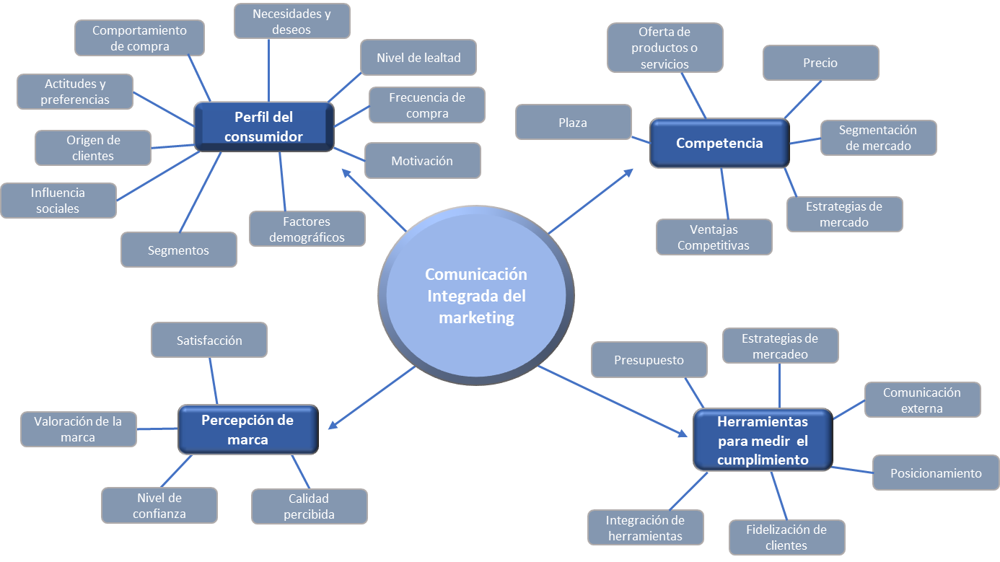 Necesidades y
deseos
Comportamiento
de compra
Nivel de lealtad
Actitudes y
preferencias
Frecuencia de
compra
Perfil del
consumidor
Origen de
clientes
Motivación
Influencia
sociales
Factores
demográficos
Segmentos
Oferta de
productos o
servicios
Precio
Plaza
Segmentación
de mercado
Competencia
Estrategias de
mercado
Ventajas
Competitivas
Comunicación
Integrada del
marketing
Satisfacción
Percepción de
marca
Valoración de la
marca
Nivel de
confianza
Calidad
percibida
Estrategias de
mercadeo
Presupuesto
Comunicación
externa
Herramientas
para medir  el
cumplimiento
Posicionamiento
Integración de
herramientas
Fidelización de
clientes